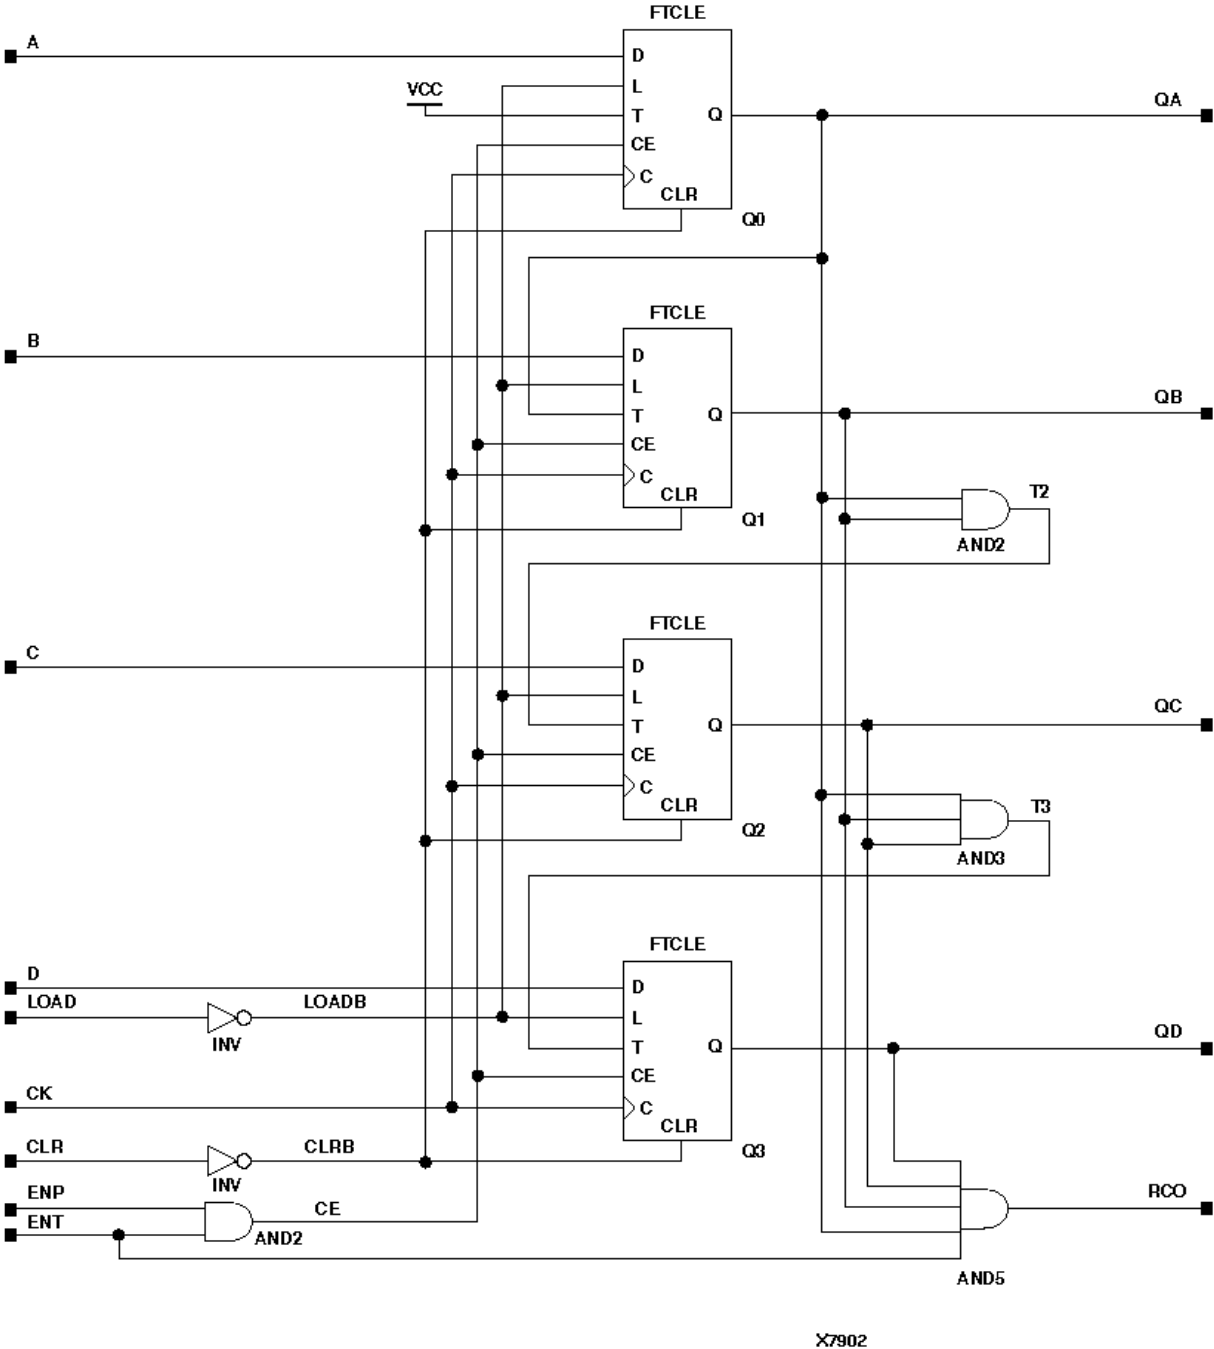 FTCLE
A
D
L
VCC
T
Q
QA
CE
C
CLR
Q0
FTCLE
B
D
L
T
Q
QB
CE
C
CLR
Q1
T2
AND2
FTCLE
C
D
L
T
Q
QC
CE
C
CLR
Q2
T3
AND3
FTCLE
D
D
LOAD
LOADB
L
INV
T
Q
QD
CE
CK
C
CLR
CLR
CLRB
Q3
INV
ENP
CE
RCO
ENT
AND2
AND5
X7902